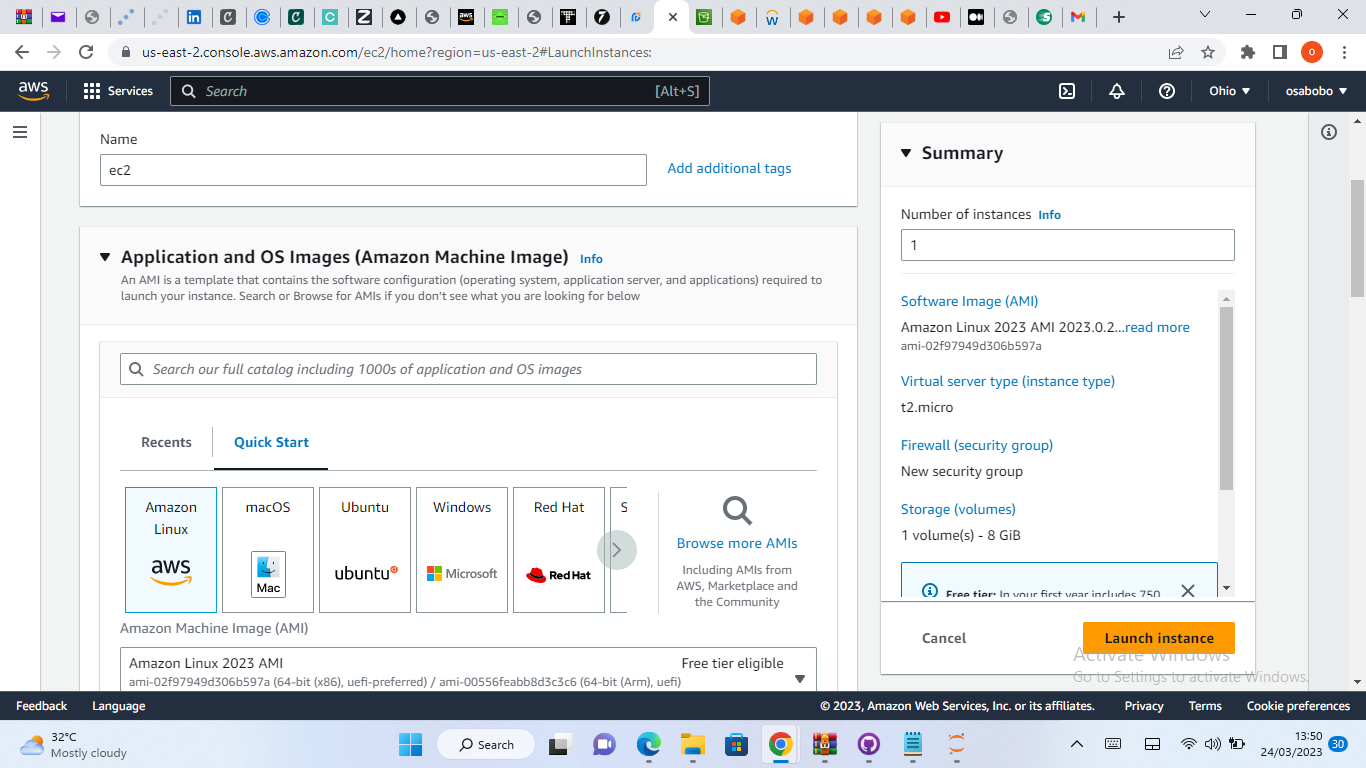 us-east-2.console.aws.amazon.com/ec2/home?region=us-east-2#LaunchInstances:
aws
Services
Search
[Alt+S]
Ohio
osabobo
Name
ec2
Add additional tags
Application and OS Images (Amazon Machine Image) Info
An AMI is a template that contains the software configuration (operating system, application server, and applications) required to
launch your instance. Search or Browse for AMIs if you don't see what you are looking for below
Search our full catalog including 1000s of application and OS images
Recents
Quick Start
Amazon
Linux
aws
macOS
Mac
Ubuntu
ubuntu
Windows
Microsoft
Red Hat
Red Hat
S
Browse more AMIs
Including AMIs from
AWS, Marketplace and
the Community
Amazon Machine Image (AMI)
Amazon Linux 2023 AMI
Free tier eligible
ami-02f97949d306b597a (64-bit (x86), uefi-preferred) / ami-00556feabb8d3c3c6 (64-bit (Arm), uefi)
Summary
Number of instances Info
1
Software Image (AMI)
Amazon Linux 2023 AMI 2023.0.2...read more
ami-02f97949d306b597a
Virtual server type (instance type)
t2.micro
Firewall (security group)
New security group
Storage (volumes)
1 volume(s) - 8 GiB
Free tier: In your first year includes 750
Cancel
Launch instance
Activate Windows
Go to Settings to activate Windows.
Feedback
Language
© 2023, Amazon Web Services, Inc. or its affiliates.
Privacy
Terms
Cookie preferences
32°C
Mostly cloudy
Search
13:50
24/03/2023
30